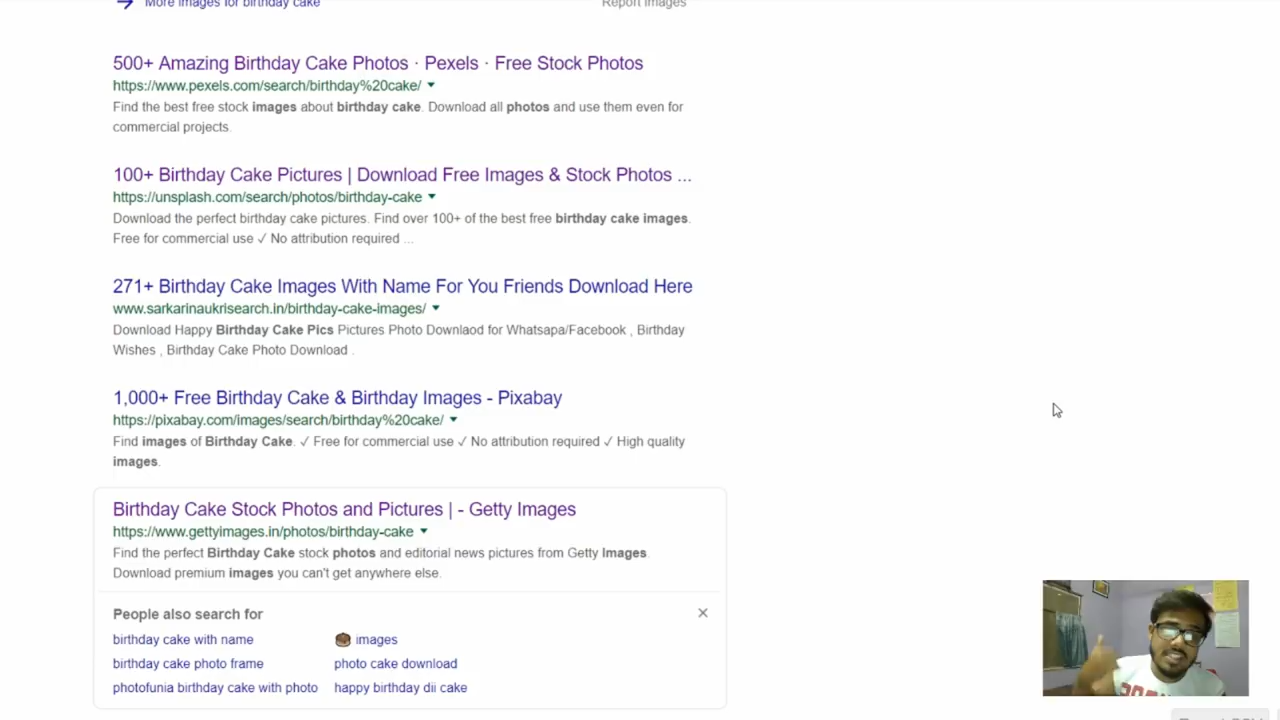 More images for birthday cake
Report images
500+ Amazing Birthday Cake Photos · Pexels · Free Stock Photos
https://www.pexels.com/search/birthday%20cake/
Find the best free stock images about birthday cake. Download all photos and use them even for
commercial projects.
100+ Birthday Cake Pictures | Download Free Images & Stock Photos ...
https://unsplash.com/search/photos/birthday-cake
Download the perfect birthday cake pictures. Find over 100+ of the best free birthday cake images.
Free for commercial use ✓ No attribution required ...
271+ Birthday Cake Images With Name For You Friends Download Here
www.sarkarinaukrisearch.in/birthday-cake-images/
Download Happy Birthday Cake Pics Pictures Photo Downlaod for Whatsapa/Facebook , Birthday
Wishes , Birthday Cake Photo Download .
1,000+ Free Birthday Cake & Birthday Images - Pixabay
https://pixabay.com/images/search/birthday%20cake/
Find images of Birthday Cake. ✓ Free for commercial use ✓ No attribution required ✓ High quality
images.
Birthday Cake Stock Photos and Pictures | - Getty Images
https://www.gettyimages.in/photos/birthday-cake
Find the perfect Birthday Cake stock photos and editorial news pictures from Getty Images.
Download premium images you can't get anywhere else.
People also search for
birthday cake with name
images
birthday cake photo frame
photo cake download
photofunia birthday cake with photo
happy birthday dii cake